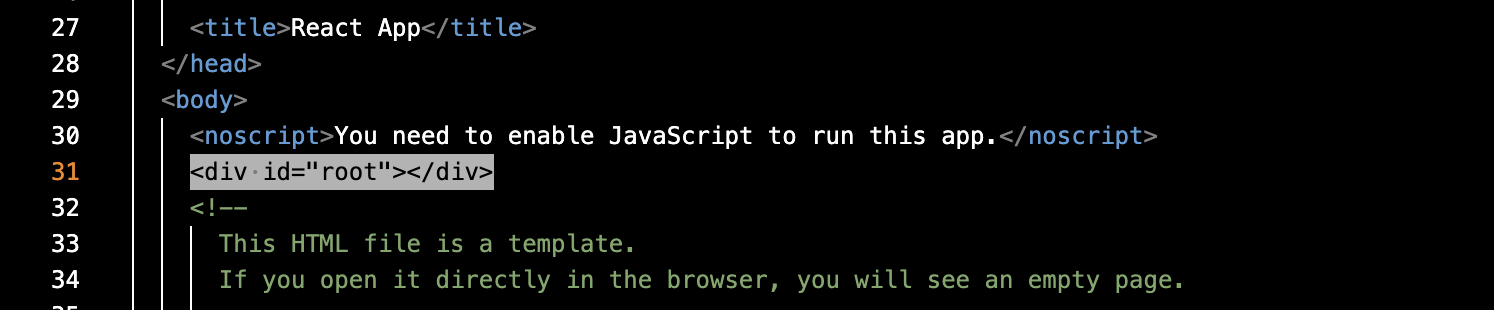 27 <title>React App</title>
28 </head>
29 <body>
30 <noscript>You need to enable JavaScript to run this app.</noscript>
31 <div id="root"></div>
32 <!--
33 This HTML file is a template.
34 If you open it directly in the browser, you will see an empty page.